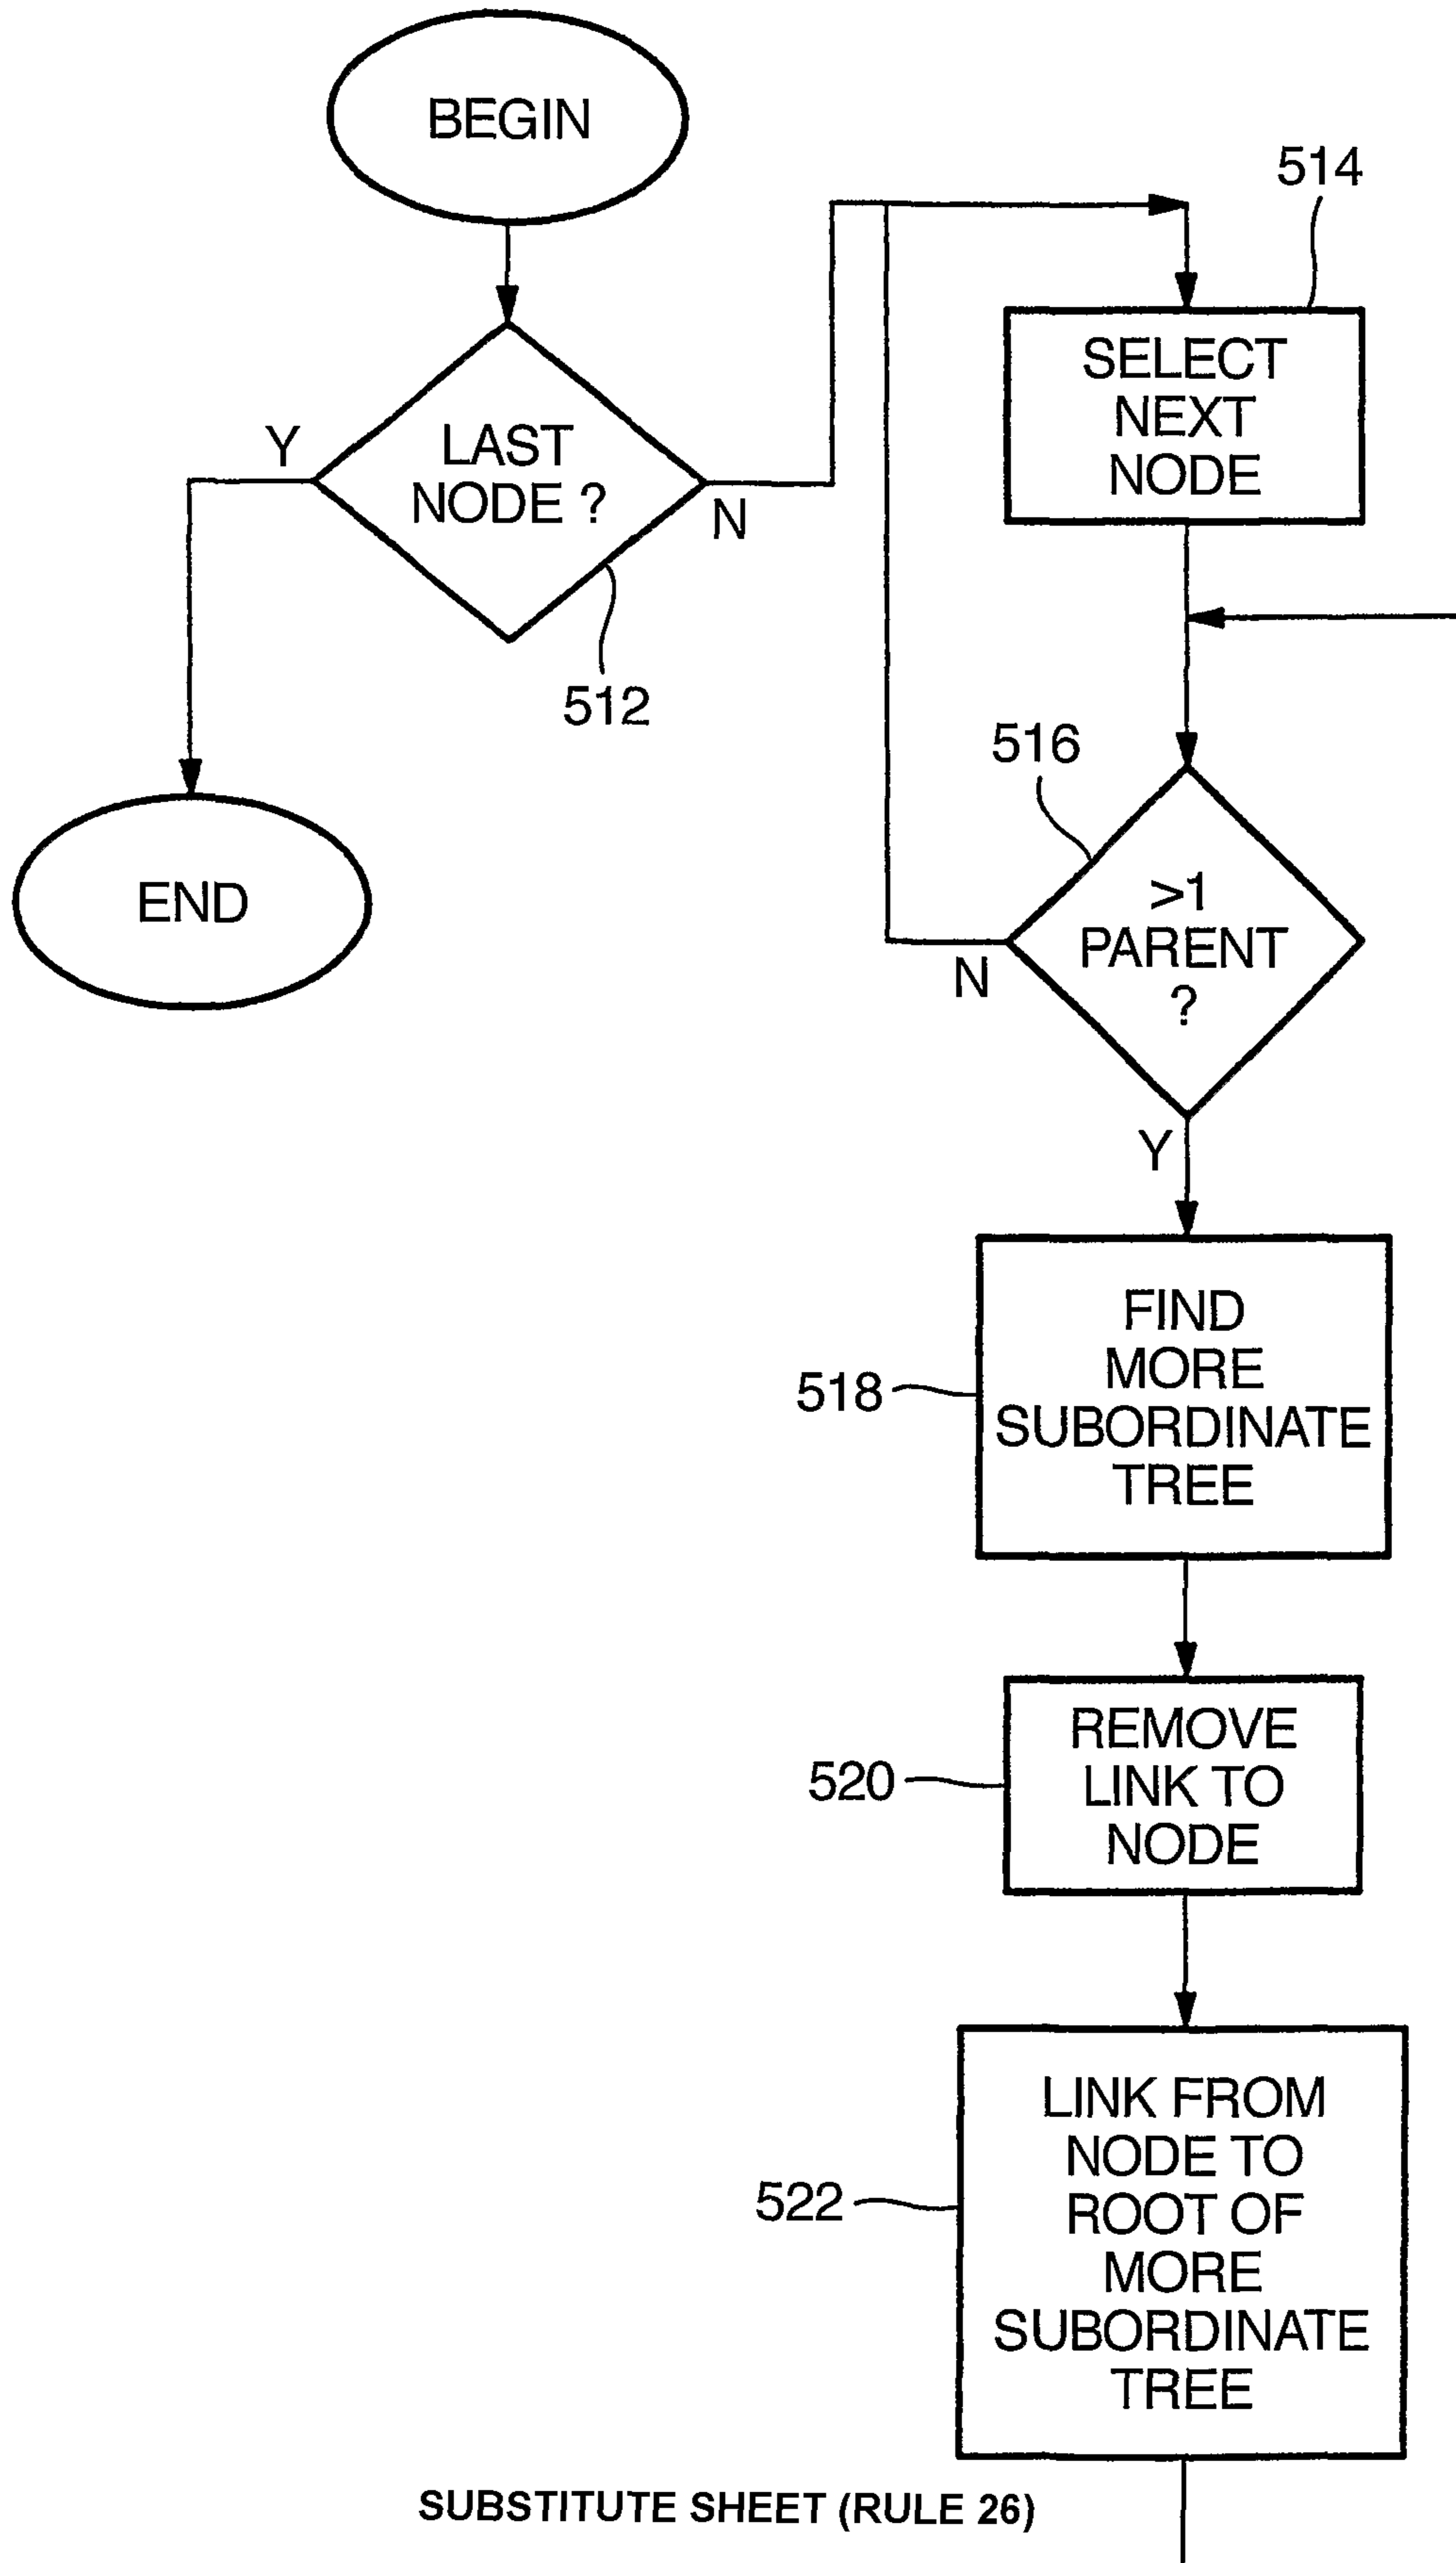 BEGIN
514
SELECT
NEXT
NODE
Y
LAST
NODE ?
N
512
516
>1
PARENT
?
N
END
Y
518
FIND
MORE
SUBORDINATE
TREE
520
REMOVE
LINK TO
NODE
522
LINK FROM
NODE TO
ROOT OF
MORE
SUBORDINATE
TREE
SUBSTITUTE SHEET (RULE 26)